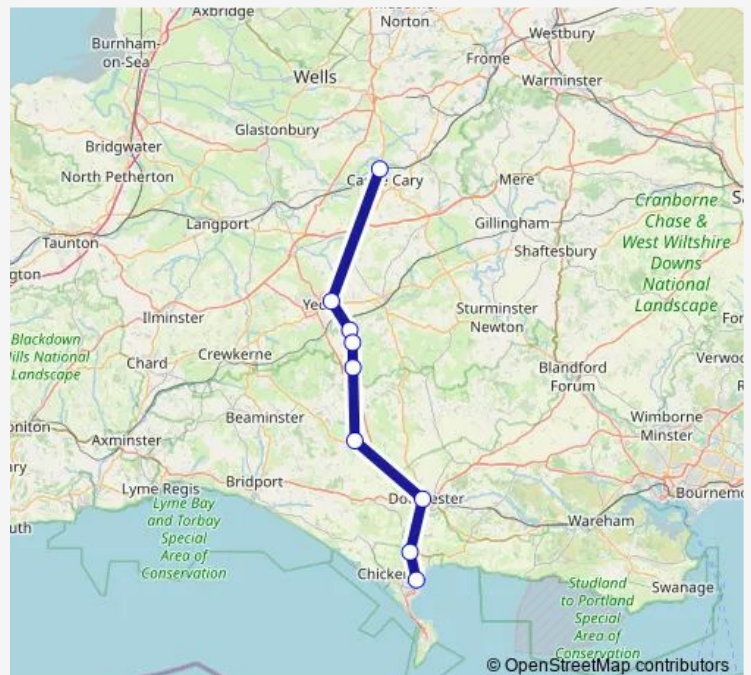 Axbridge
Norton
Westbury
Burnham-
on-Sea
Frome
Wells
Warminster
Glastonbury
Bridgwater
North Petherton
Cary
Mere
Langport
Gillingham
Cranborne
Chase &
West Wiltshire
Downs
National
Landscape
Taunton
Shaftesbury
Ilminster
Sturminster
Newton
Blackdown
National
Landscape
Chard
Crewkerne
Blandford
Forum
Beaminster
Wimborne
Minster
Axminster
Lyme Regis
Bridport
Lyme Bay
and Torbay
Special
Area of
Conservation
Wareham
Studland
to Portland
Special
Area of
Conservation
Swanage
© OpenStreetMap contributors